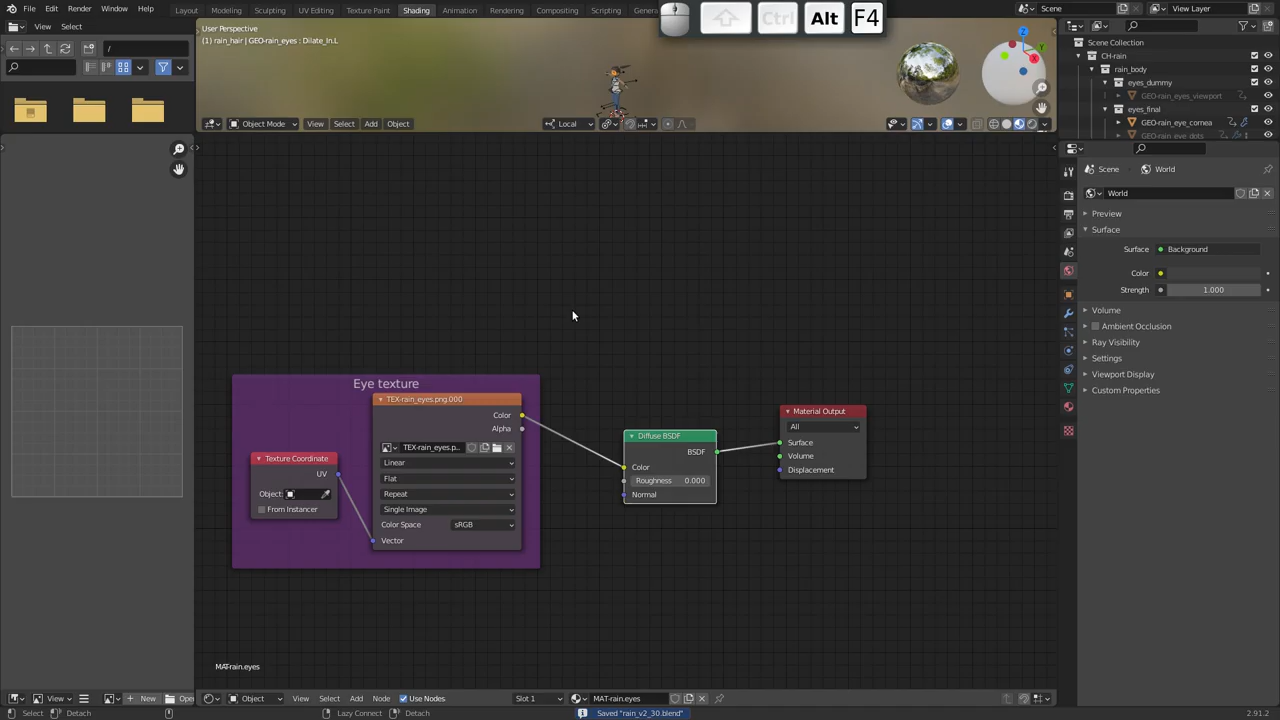 File Edit Render Window Help
Layout Modeling Sculpting UV Editing Texture Paint Shading Animation Rendering Compositing Scripting Genera
Ctrl Alt F4
Scene
View Layer
View Select
/
User Perspective
(1) rain_hair | GEO-rain_eyes : Dilate_In.L
Z
Y
X
Object Mode View Select Add Object
Local
Scene Collection
CH-rain
rain_body
eyes_dummy
GEO-rain_eyes_viewport
eyes_final
GEO-rain_eye_cornea
GEO-rain_eye_dots
Scene World
World
Preview
Surface
Surface Background
Color
Strength 1.000
Volume
Ambient Occlusion
Ray Visibility
Settings
Viewport Display
Custom Properties
Eye texture
TEX-rain_eyes.png.000
Color
Alpha
TEX-rain_eyes.p...
Linear
Flat
Repeat
Single Image
Color Space sRGB
Vector
Texture Coordinate
UV
Object:
From Instancer
Diffuse BSDF
BSDF
Color
Roughness 0.000
Normal
Material Output
All
Surface
Volume
Displacement
MAT-rain.eyes
View New Open
Object View Select Add Node Use Nodes Slot 1 MAT-rain.eyes
Select Detach Lazy Connect Detach Saved "rain_v2_30.blend" 2.91.2